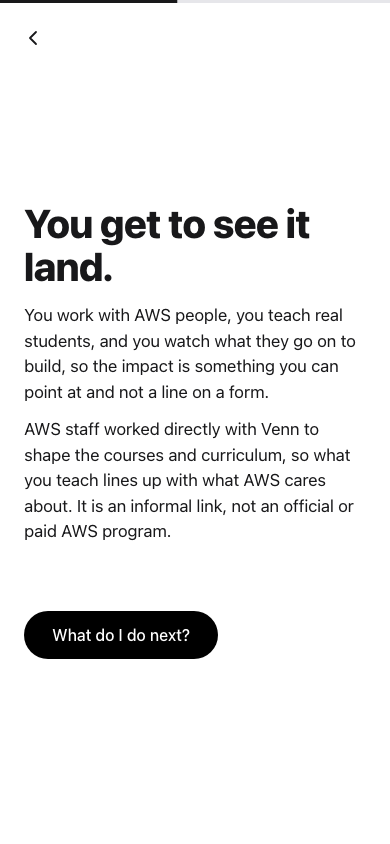 You get to see it
land.
You work with AWS people, you teach real
students, and you watch what they go on to
build, so the impact is something you can
point at and not a line on a form.
AWS staff worked directly with Venn to
shape the courses and curriculum, so what
you teach lines up with what AWS cares
about. It is an informal link, not an official or
paid AWS program.
What do I do next?